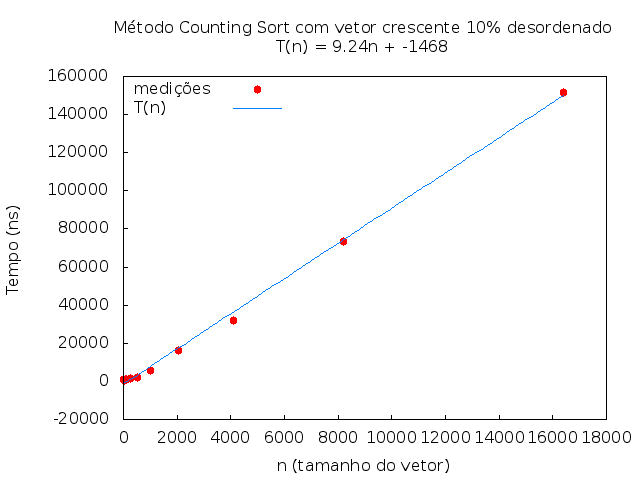 Método Counting Sort com vetor crescente 10% desordenado
T(n) = 9.24n + -1468
medições
T(n)
160000
140000
120000
100000
80000
60000
40000
20000
0
-20000
Tempo (ns)
0 2000 4000 6000 8000 10000 12000 14000 16000 18000
n (tamanho do vetor)